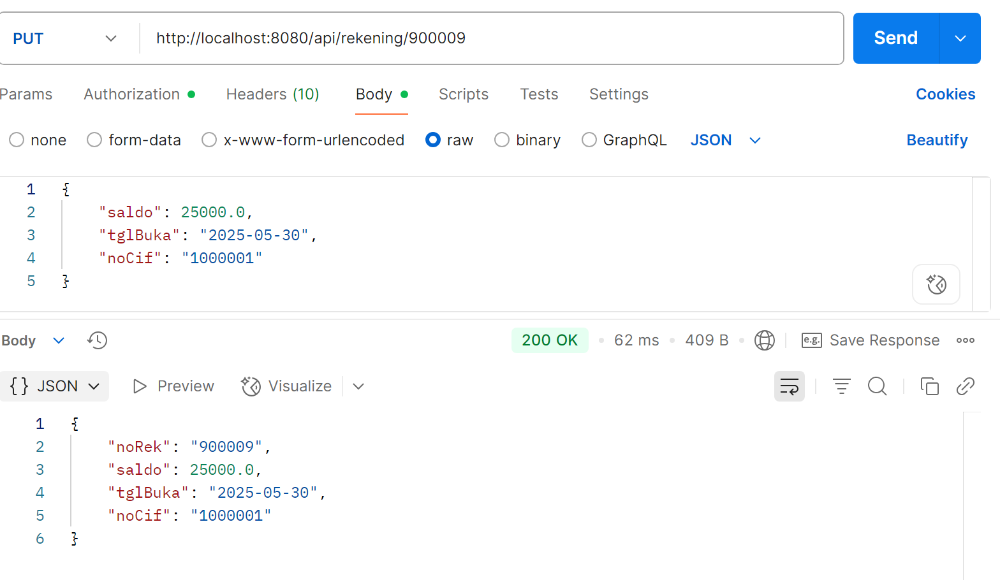 PUT http://localhost:8080/api/rekening/900009 Send
Params Authorization Headers (10) Body Scripts Tests Settings Cookies
none form-data x-www-form-urlencoded raw binary GraphQL JSON Beautify
1 {
2 "saldo": 25000.0,
3 "tglBuka": "2025-05-30",
4 "noCif": "1000001"
5 }
Body 200 OK 62 ms 409 B e.g. Save Response
{} JSON Preview Visualize
1 {
2 "noRek": "900009",
3 "saldo": 25000.0,
4 "tglBuka": "2025-05-30",
5 "noCif": "1000001"
6 }